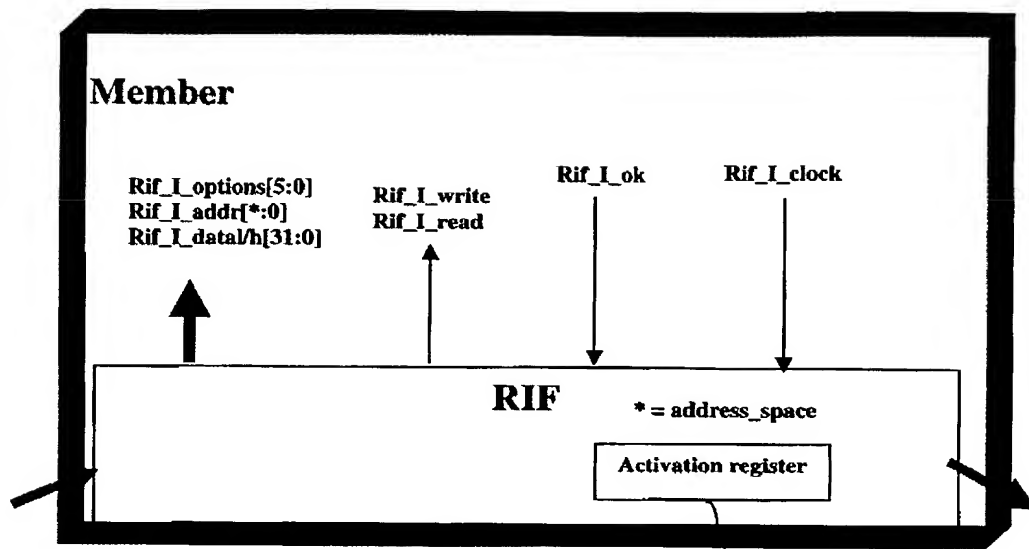 Member
Rif_I_options[5:0]
Rif_I_addr[*:0]
Rif_I_datal/h[31:0]
Rif_I_write
Rif_I_read
Rif_I_ok
Rif_I_clock
RIF
* = address_space
Activation register